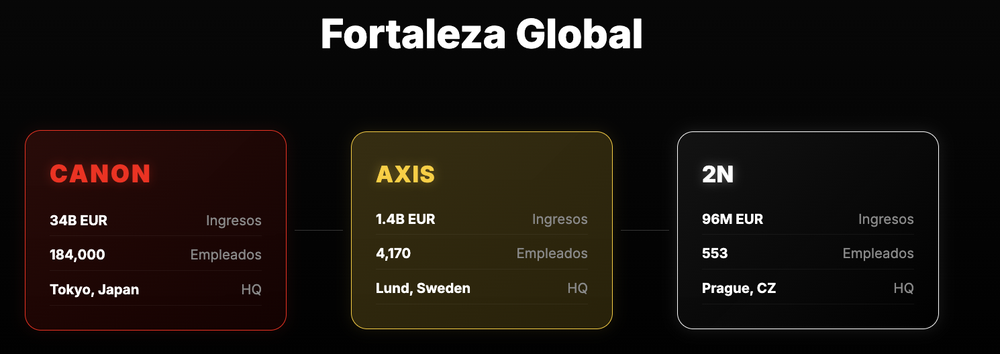 Fortaleza Global
CANON
34B EUR Ingresos
184,000 Empleados
Tokyo, Japan HQ
AXIS
1.4B EUR Ingresos
4,170 Empleados
Lund, Sweden HQ
2N
96M EUR Ingresos
553 Empleados
Prague, CZ HQ